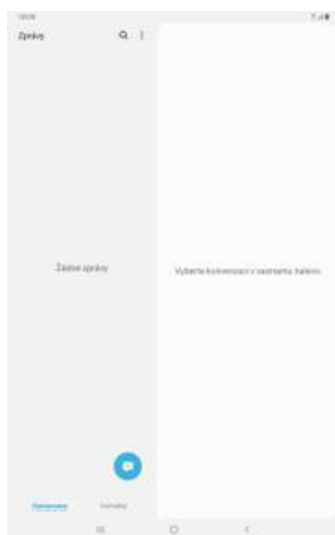 Zprávy
Žádné zprávy
Vyberte konverzaci v seznamu nalevo.
Konverzace
Kontakty